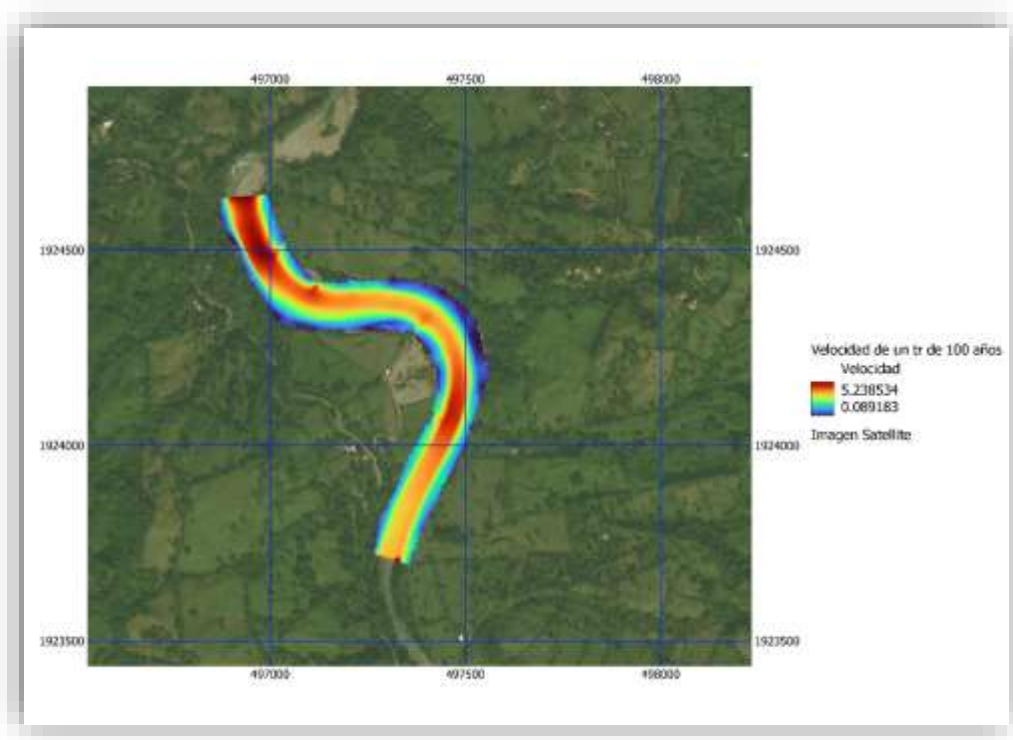 497000 497500 498000
1924500 1924500
Velocidad de un tr de 100 años
Velocidad
5.238534
0.089183
Imagen Satellite
1924000 1924000
1923500 1923500
497000 497500 498000